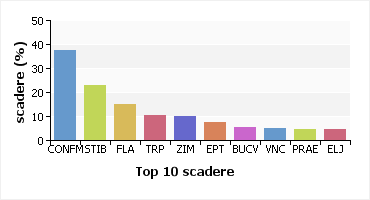 50
40
30
20
10
0
scadere (%)
CONFM STIB FLA TRP ZIM EPT BUCV VNC PRAE ELJ
Top 10 scadere